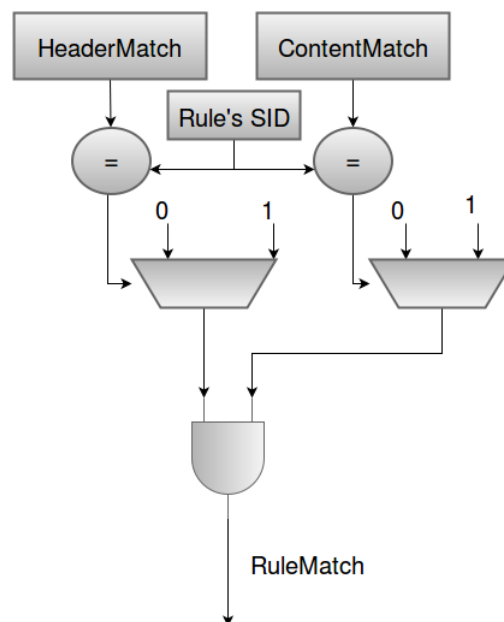 HeaderMatch
ContentMatch
Rule's SID
=
=
0
1
0
1
RuleMatch